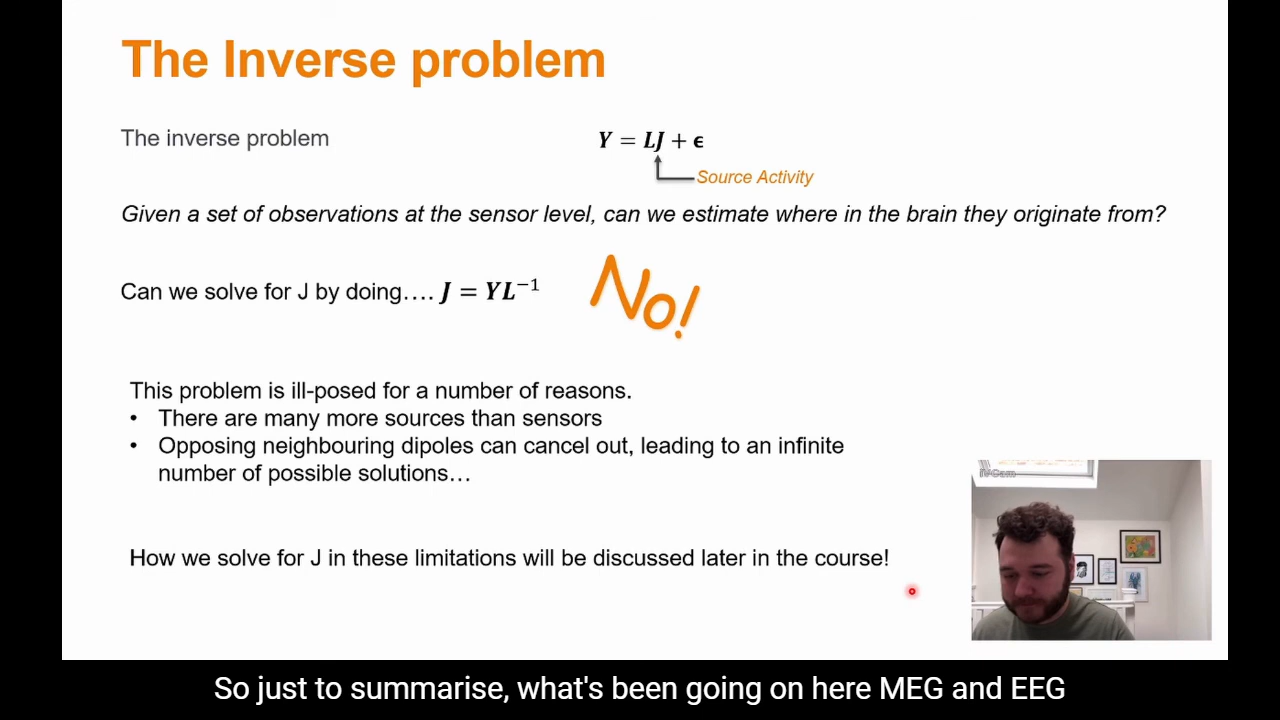 The Inverse problem
The inverse problem
Y = LJ + ϵ
Source Activity
Given a set of observations at the sensor level, can we estimate where in the brain they originate from?
Can we solve for J by doing…. J = YL⁻¹
No!
This problem is ill-posed for a number of reasons.
• There are many more sources than sensors
• Opposing neighbouring dipoles can cancel out, leading to an infinite
number of possible solutions…
How we solve for J in these limitations will be discussed later in the course!
So just to summarise, what's been going on here MEG and EEG